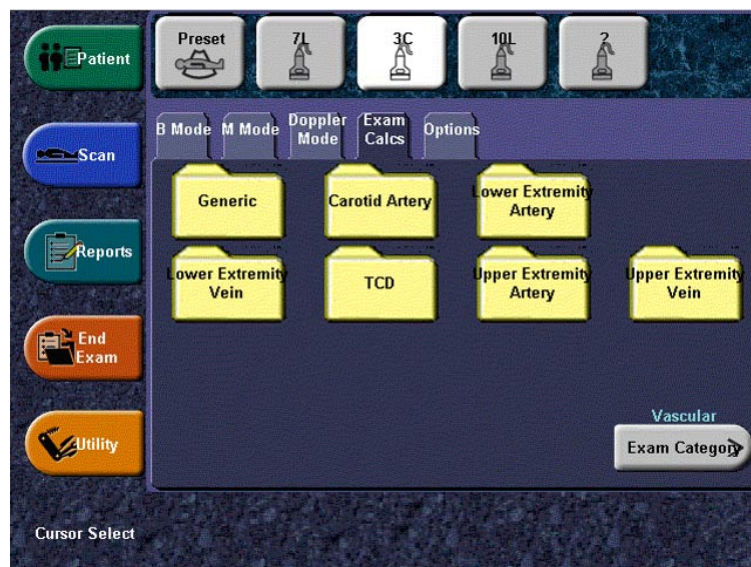 Patient
Preset
7L
3C
10L
?
B Mode
M Mode
Doppler
Mode
Exam
Calcs
Options
Scan
Generic
Carotid Artery
Lower Extremity
Artery
Reports
Lower Extremity
Vein
TCD
Upper Extremity
Artery
Upper Extremity
Vein
End
Exam
Utility
Vascular
Exam Category
Cursor Select